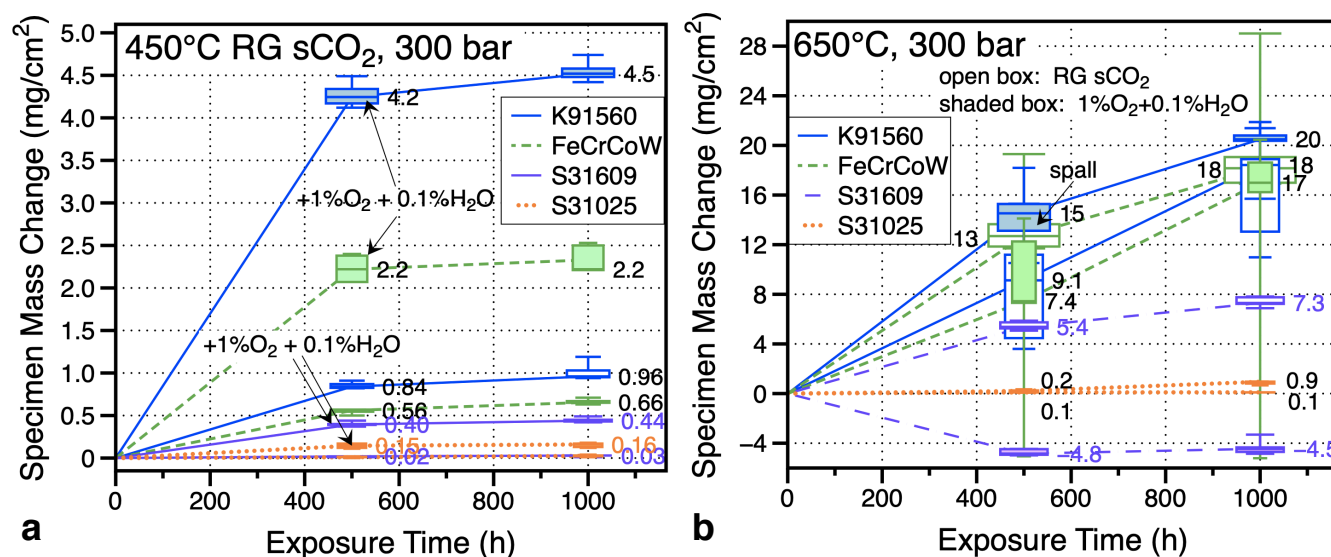 450°C RG sCO₂, 300 bar
Specimen Mass Change (mg/cm²)
5.0
4.5
4.0
3.5
3.0
2.5
2.0
1.5
1.0
0.5
0
4.2
4.5
K91560
FeCrCoW
S31609
S31025
+1%O₂ + 0.1%H₂O
2.2
2.2
+1%O₂ + 0.1%H₂O
0.84
0.96
0.56
0.66
0.40
0.44
0.15
0.16
0.02
0.03
0 200 400 600 800 1000
Exposure Time (h)
a
650°C, 300 bar
open box: RG sCO₂
shaded box: 1%O₂+0.1%H₂O
Specimen Mass Change (mg/cm²)
28
24
20
16
12
8
4
0
−4
K91560
FeCrCoW
S31609
S31025
spall
20
18
18
17
15
13
9.1
7.4
5.4
7.3
0.2
0.9
0.1
0.1
-4.8
-4.5
0 200 400 600 800 1000
Exposure Time (h)
b